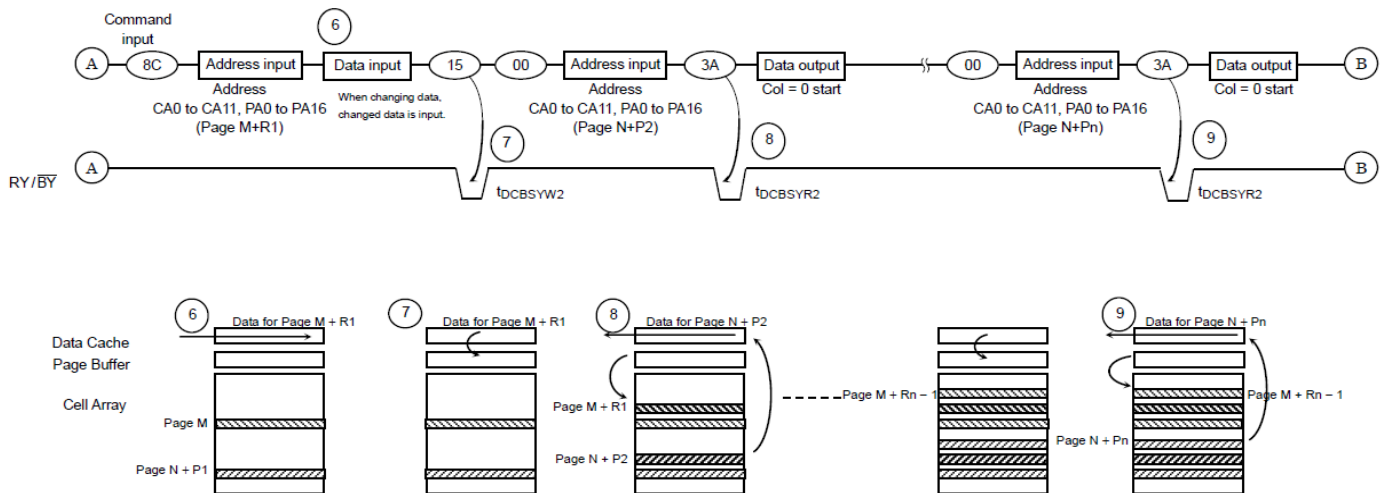 Command
input
6
A
8C
Address input
Data input
15
00
Address input
3A
Data output
00
Address input
3A
Data output
B
Address
CA0 to CA11, PA0 to PA16
(Page M+R1)
When changing data,
changed data is input.
Address
CA0 to CA11, PA0 to PA16
(Page N+P2)
Col = 0 start
Address
CA0 to CA11, PA0 to PA16
(Page N+Pn)
Col = 0 start
7
8
9
RY/BY
A
B
tDCBSYW2
tDCBSYR2
tDCBSYR2
6
Data for Page M + R1
7
Data for Page M + R1
8
Data for Page N + P2
9
Data for Page N + Pn
Data Cache
Page Buffer
Cell Array
Page M
Page N + P1
Page M + R1
Page N + P2
Page M + Rn − 1
Page N + Pn
Page M + Rn − 1